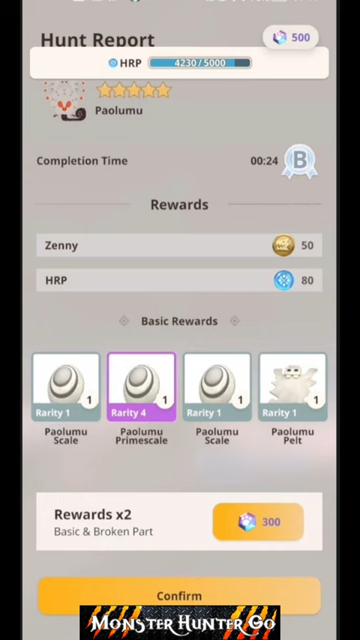 Hunt Report
500
HRP 4230/5000
Paolumu
Completion Time 00:24 B
Rewards
Zenny 50
HRP 80
Basic Rewards
1 1 1 1
Rarity 1 Rarity 4 Rarity 1 Rarity 1
Paolumu Paolumu Paolumu Paolumu
Scale Primescale Scale Pelt
Rewards x2
300
Basic & Broken Part
Confirm
Monster Hunter Go